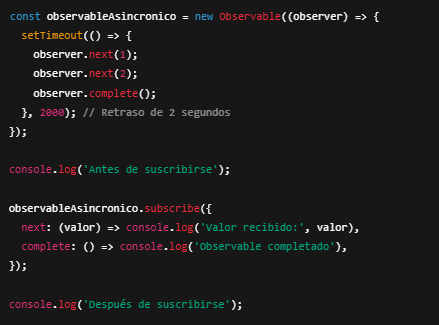 const observableAsincronico = new Observable((observer) => {
  setTimeout(() => {
    observer.next(1);
    observer.next(2);
    observer.complete();
  }, 2000); // Retraso de 2 segundos
});

console.log('Antes de suscribirse');

observableAsincronico.subscribe({
  next: (valor) => console.log('Valor recibido:', valor),
  complete: () => console.log('Observable completado'),
});

console.log('Después de suscribirse');